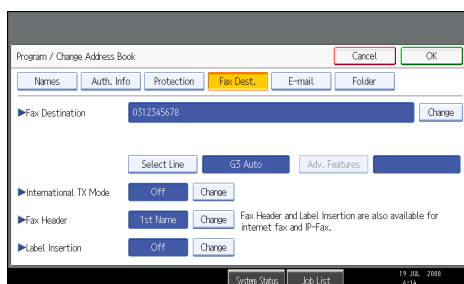 Program / Change Address Book Cancel OK
Names Auth. Info Protection Fax Dest. E-mail Folder
▶Fax Destination 0312345678 Change
Select Line G3 Auto Adv. Features
▶International TX Mode Off Change
▶Fax Header 1st Name Change Fax Header and Label Insertion are also available for
internet fax and IP-Fax.
▶Label Insertion Off Change
System Status Job List 19 JUL 2008